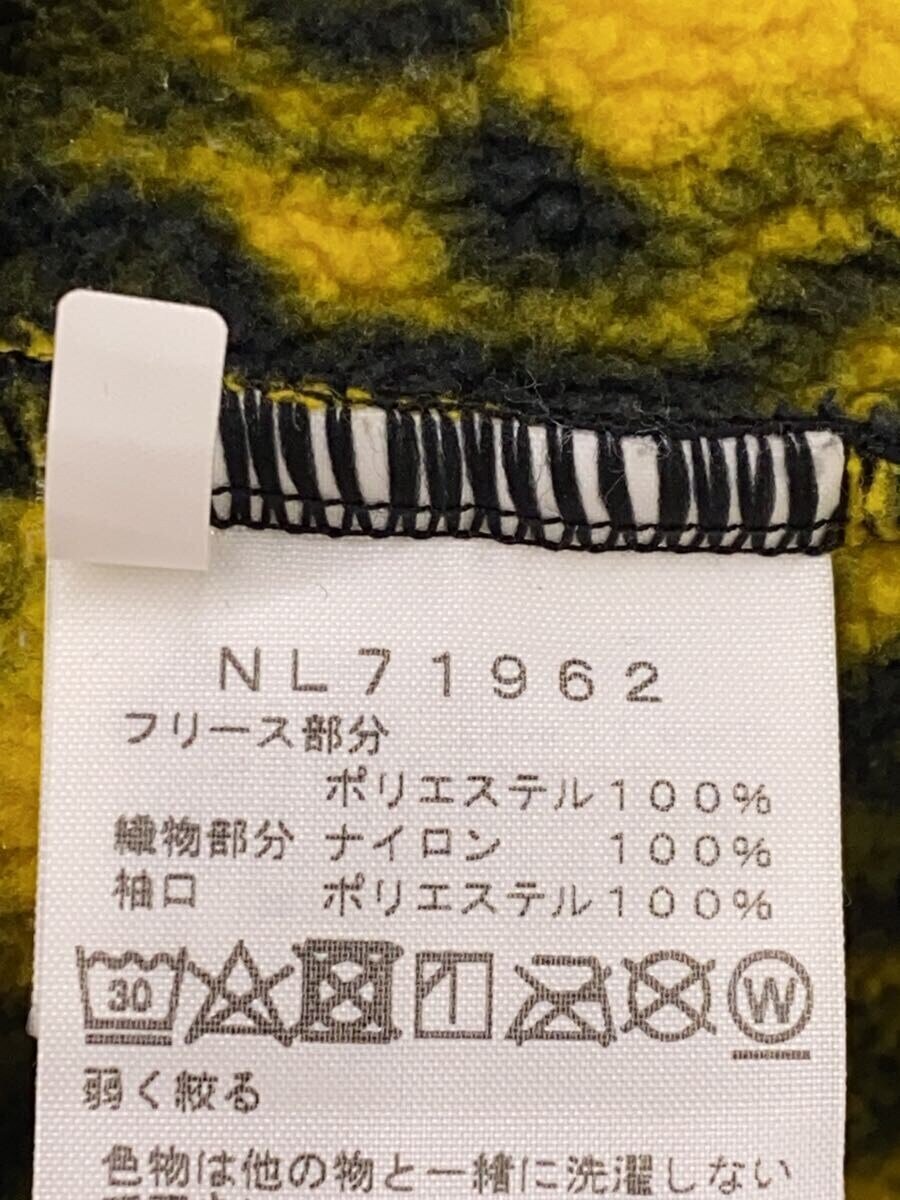 NL71962
フリース部分
ポリエステル100%
織物部分 ナイロン 100%
袖口 ポリエステル100%
30 W
弱く絞る
色物は他の物と一緒に洗濯しない